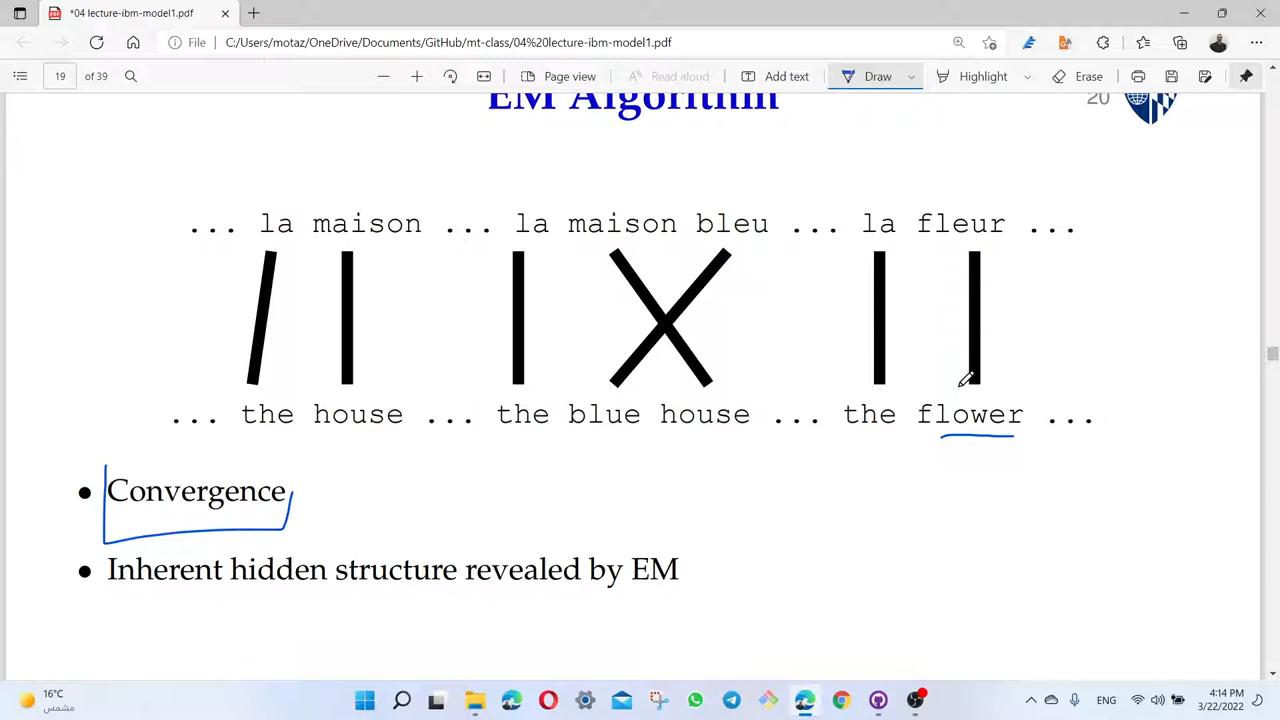 *04 lecture-ibm-model1.pdf
File C:/Users/motaz/OneDrive/Documents/GitHub/mt-class/04%20lecture-ibm-model1.pdf
19 of 39 Page view Read aloud Add text Draw Highlight Erase
EM Algorithm 20
... la maison ... la maison bleu ... la fleur ...
... the house ... the blue house ... the flower ...
• Convergence
• Inherent hidden structure revealed by EM
16°C ENG 4:14 PM
مشمس 3/22/2022